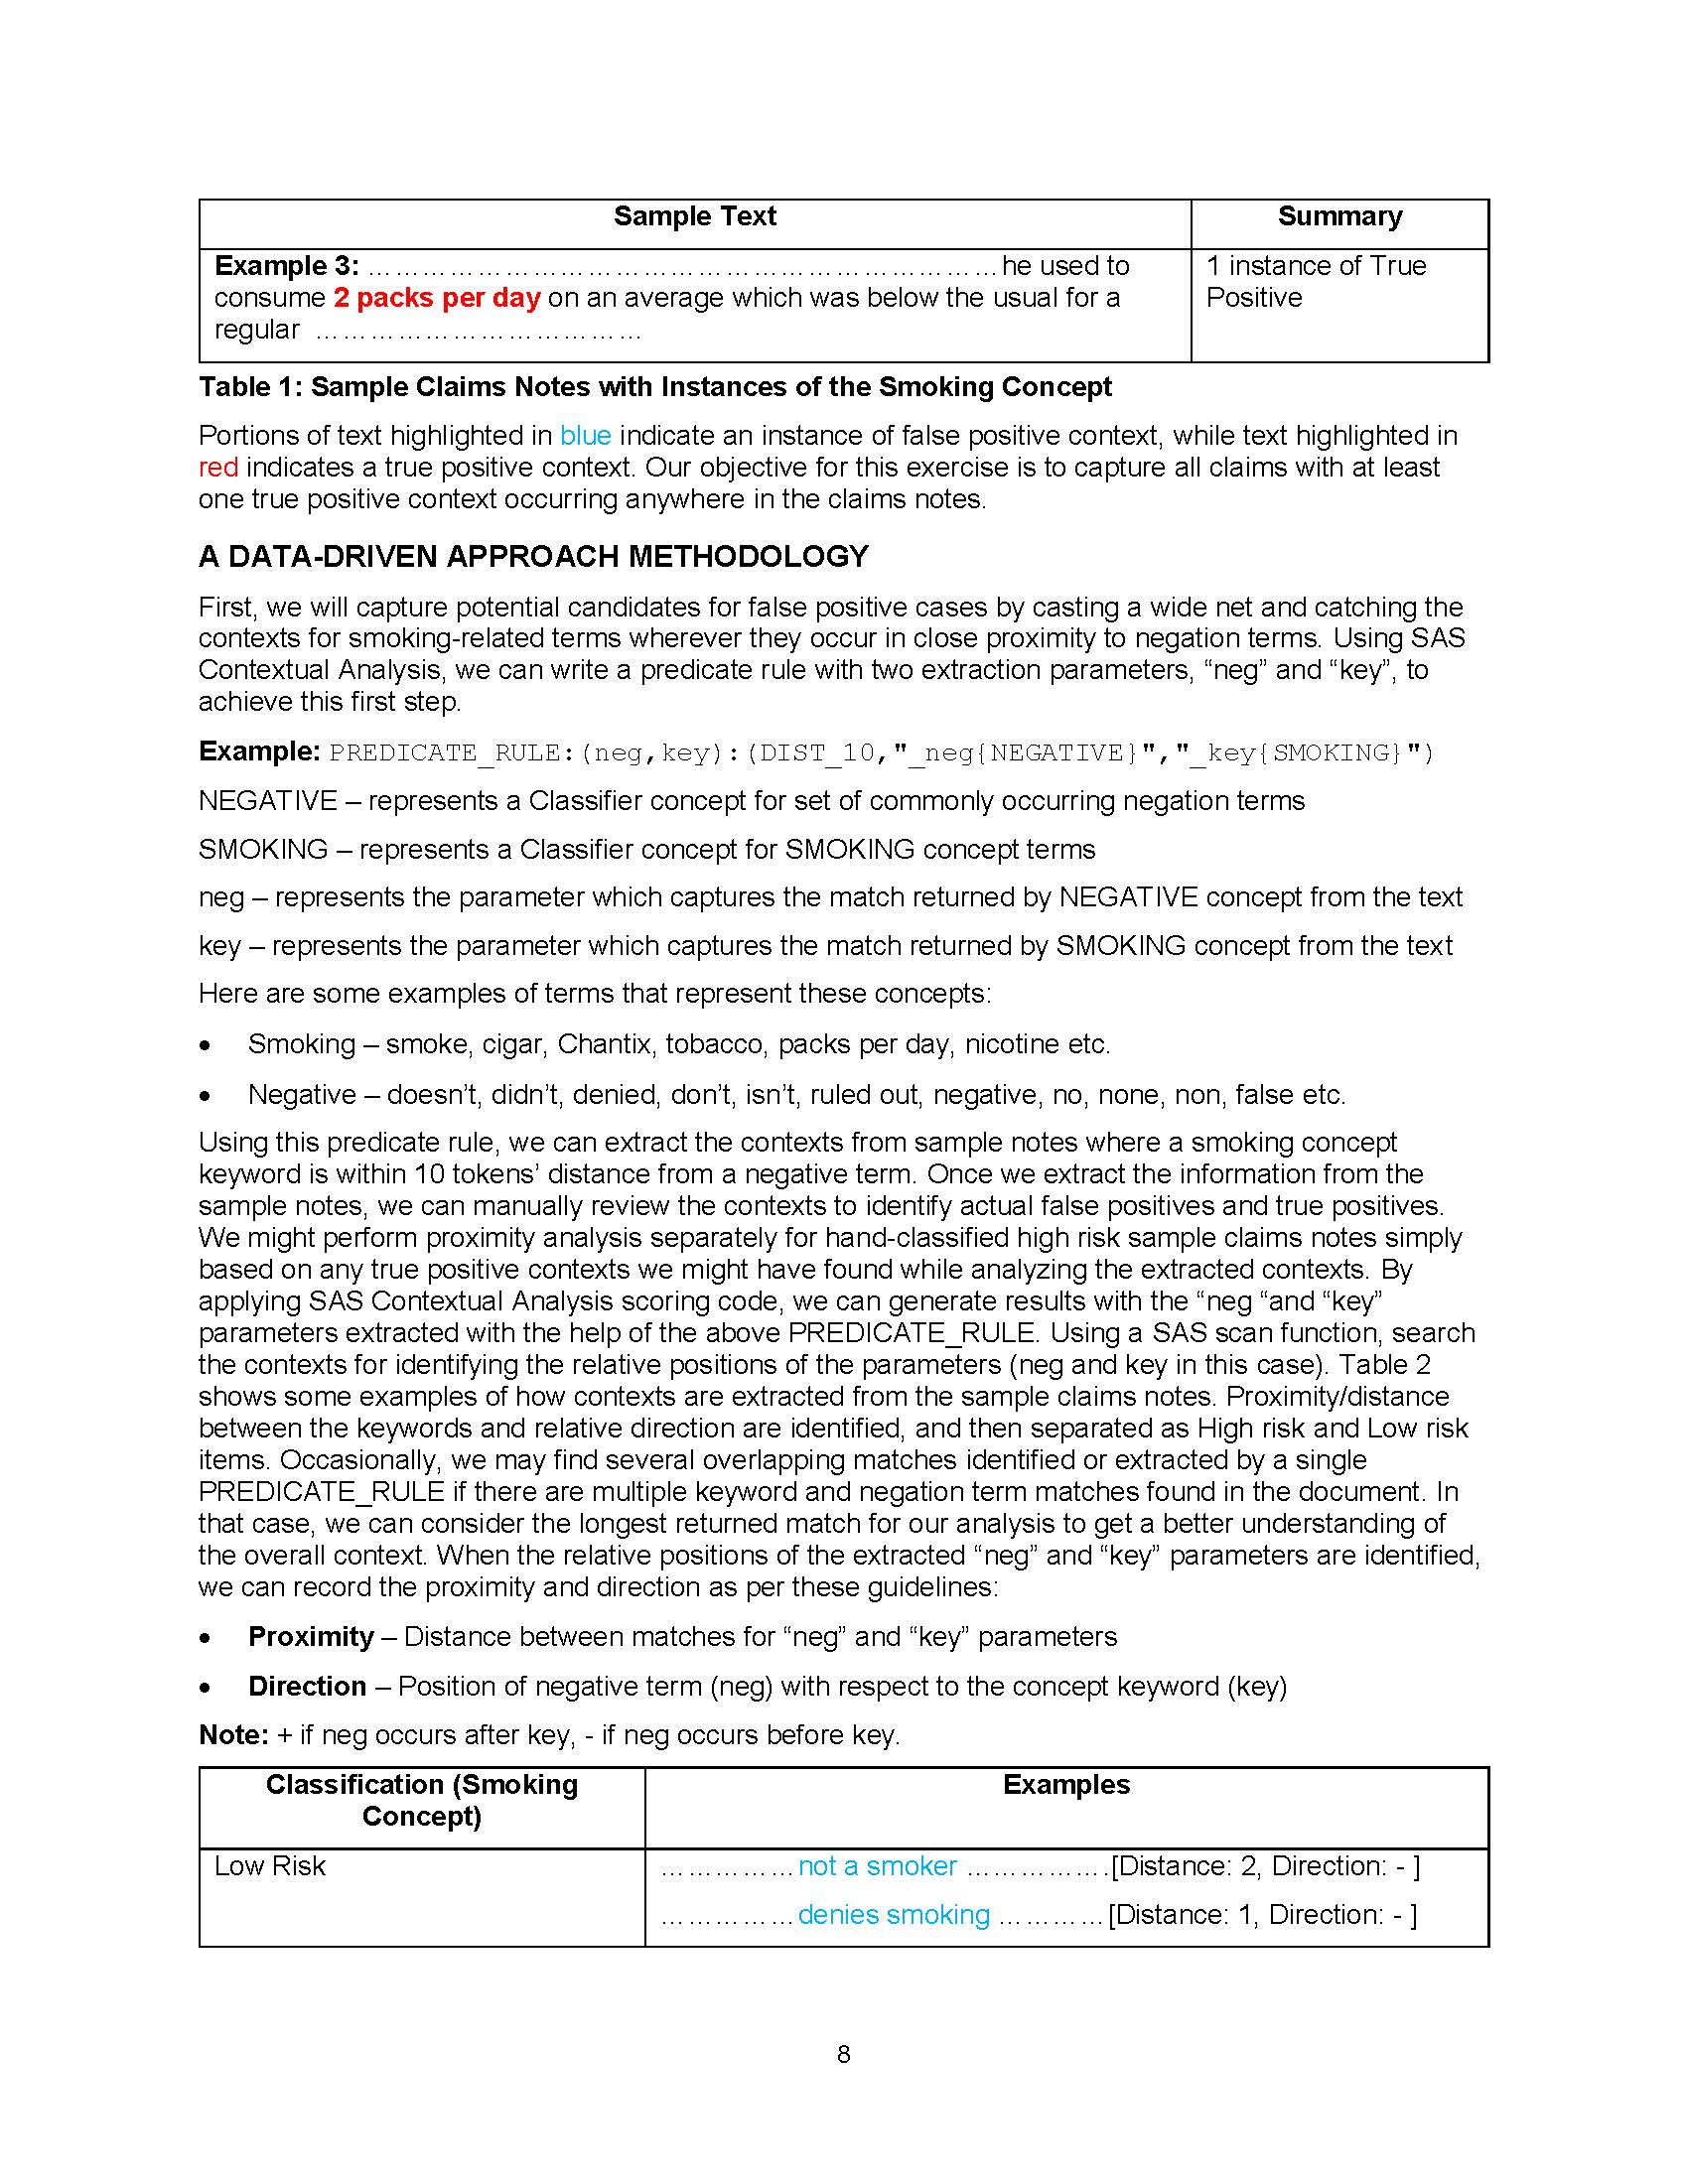 Sample Text Summary
Example 3: ……………………………………………………………he used to 1 instance of True
consume 2 packs per day on an average which was below the usual for a Positive
regular ………………………………
Table 1: Sample Claims Notes with Instances of the Smoking Concept
Portions of text highlighted in blue indicate an instance of false positive context, while text highlighted in
red indicates a true positive context. Our objective for this exercise is to capture all claims with at least
one true positive context occurring anywhere in the claims notes.
A DATA-DRIVEN APPROACH METHODOLOGY
First, we will capture potential candidates for false positive cases by casting a wide net and catching the
contexts for smoking-related terms wherever they occur in close proximity to negation terms. Using SAS
Contextual Analysis, we can write a predicate rule with two extraction parameters, “neg” and “key”, to
achieve this first step.
Example: PREDICATE_RULE:(neg,key):(DIST_10,"_neg{NEGATIVE}","_key{SMOKING}")
NEGATIVE – represents a Classifier concept for set of commonly occurring negation terms
SMOKING – represents a Classifier concept for SMOKING concept terms
neg – represents the parameter which captures the match returned by NEGATIVE concept from the text
key – represents the parameter which captures the match returned by SMOKING concept from the text
Here are some examples of terms that represent these concepts:
• Smoking – smoke, cigar, Chantix, tobacco, packs per day, nicotine etc.
• Negative – doesn’t, didn’t, denied, don’t, isn’t, ruled out, negative, no, none, non, false etc.
Using this predicate rule, we can extract the contexts from sample notes where a smoking concept
keyword is within 10 tokens’ distance from a negative term. Once we extract the information from the
sample notes, we can manually review the contexts to identify actual false positives and true positives.
We might perform proximity analysis separately for hand-classified high risk sample claims notes simply
based on any true positive contexts we might have found while analyzing the extracted contexts. By
applying SAS Contextual Analysis scoring code, we can generate results with the “neg “and “key”
parameters extracted with the help of the above PREDICATE_RULE. Using a SAS scan function, search
the contexts for identifying the relative positions of the parameters (neg and key in this case). Table 2
shows some examples of how contexts are extracted from the sample claims notes. Proximity/distance
between the keywords and relative direction are identified, and then separated as High risk and Low risk
items. Occasionally, we may find several overlapping matches identified or extracted by a single
PREDICATE_RULE if there are multiple keyword and negation term matches found in the document. In
that case, we can consider the longest returned match for our analysis to get a better understanding of
the overall context. When the relative positions of the extracted “neg” and “key” parameters are identified,
we can record the proximity and direction as per these guidelines:
• Proximity – Distance between matches for “neg” and “key” parameters
• Direction – Position of negative term (neg) with respect to the concept keyword (key)
Note: + if neg occurs after key, - if neg occurs before key.
Classification (Smoking Examples
Concept)
Low Risk ……………not a smoker …………….[Distance: 2, Direction: - ]
……………denies smoking …………[Distance: 1, Direction: - ]
8